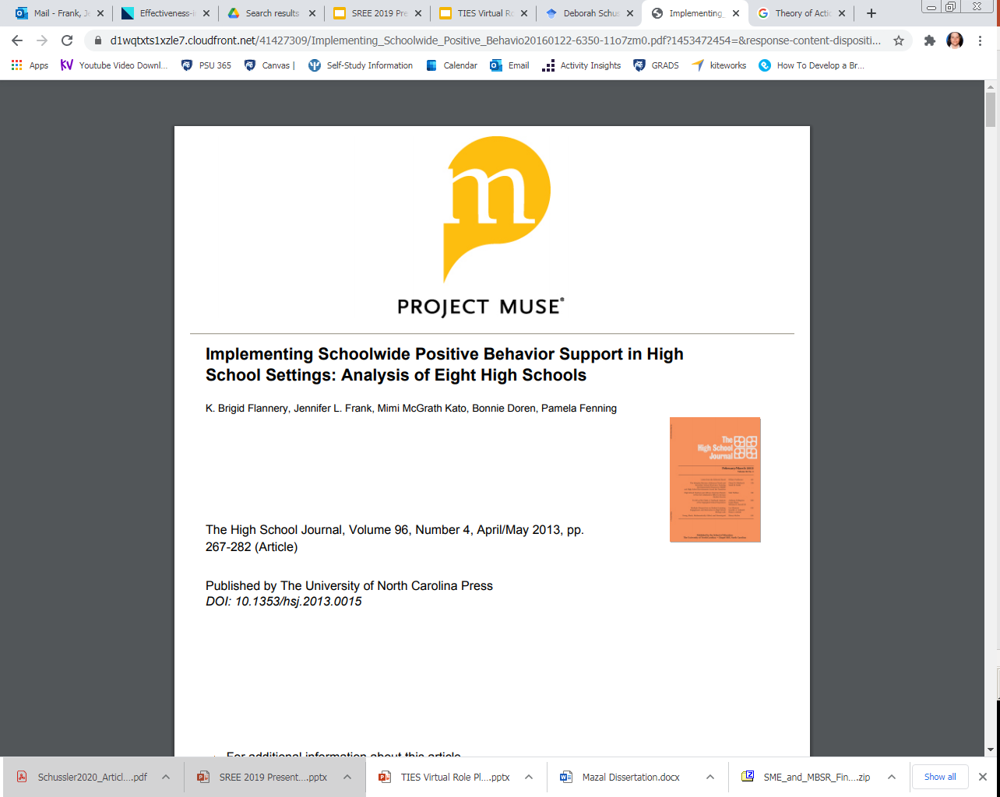 Mail - Frank, Je
Effectiveness-i
Search results
SREE 2019 Pre
TIES Virtual Ro
Deborah Schus
Implementing_
Theory of Actio
d1wqtxts1xzle7.cloudfront.net/41427309/Implementing_Schoolwide_Positive_Behavio20160122-6350-11o7zm0.pdf?1453472454=&response-content-dispositi...
Apps
Youtube Video Downl...
PSU 365
Canvas |
Self-Study Information
Calendar
Email
Activity Insights
GRADS
kiteworks
How To Develop a Br...
m
PROJECT MUSE®
Implementing Schoolwide Positive Behavior Support in High
School Settings: Analysis of Eight High Schools
K. Brigid Flannery, Jennifer L. Frank, Mimi McGrath Kato, Bonnie Doren, Pamela Fenning
The
High School
Journal
The High School Journal, Volume 96, Number 4, April/May 2013, pp.
267-282 (Article)
Published by The University of North Carolina Press
DOI: 10.1353/hsj.2013.0015
For additional information about this article
Schussler2020_Articl....pdf
SREE 2019 Present....pptx
TIES Virtual Role Pl....pptx
Mazal Dissertation.docx
SME_and_MBSR_Fin....zip
Show all